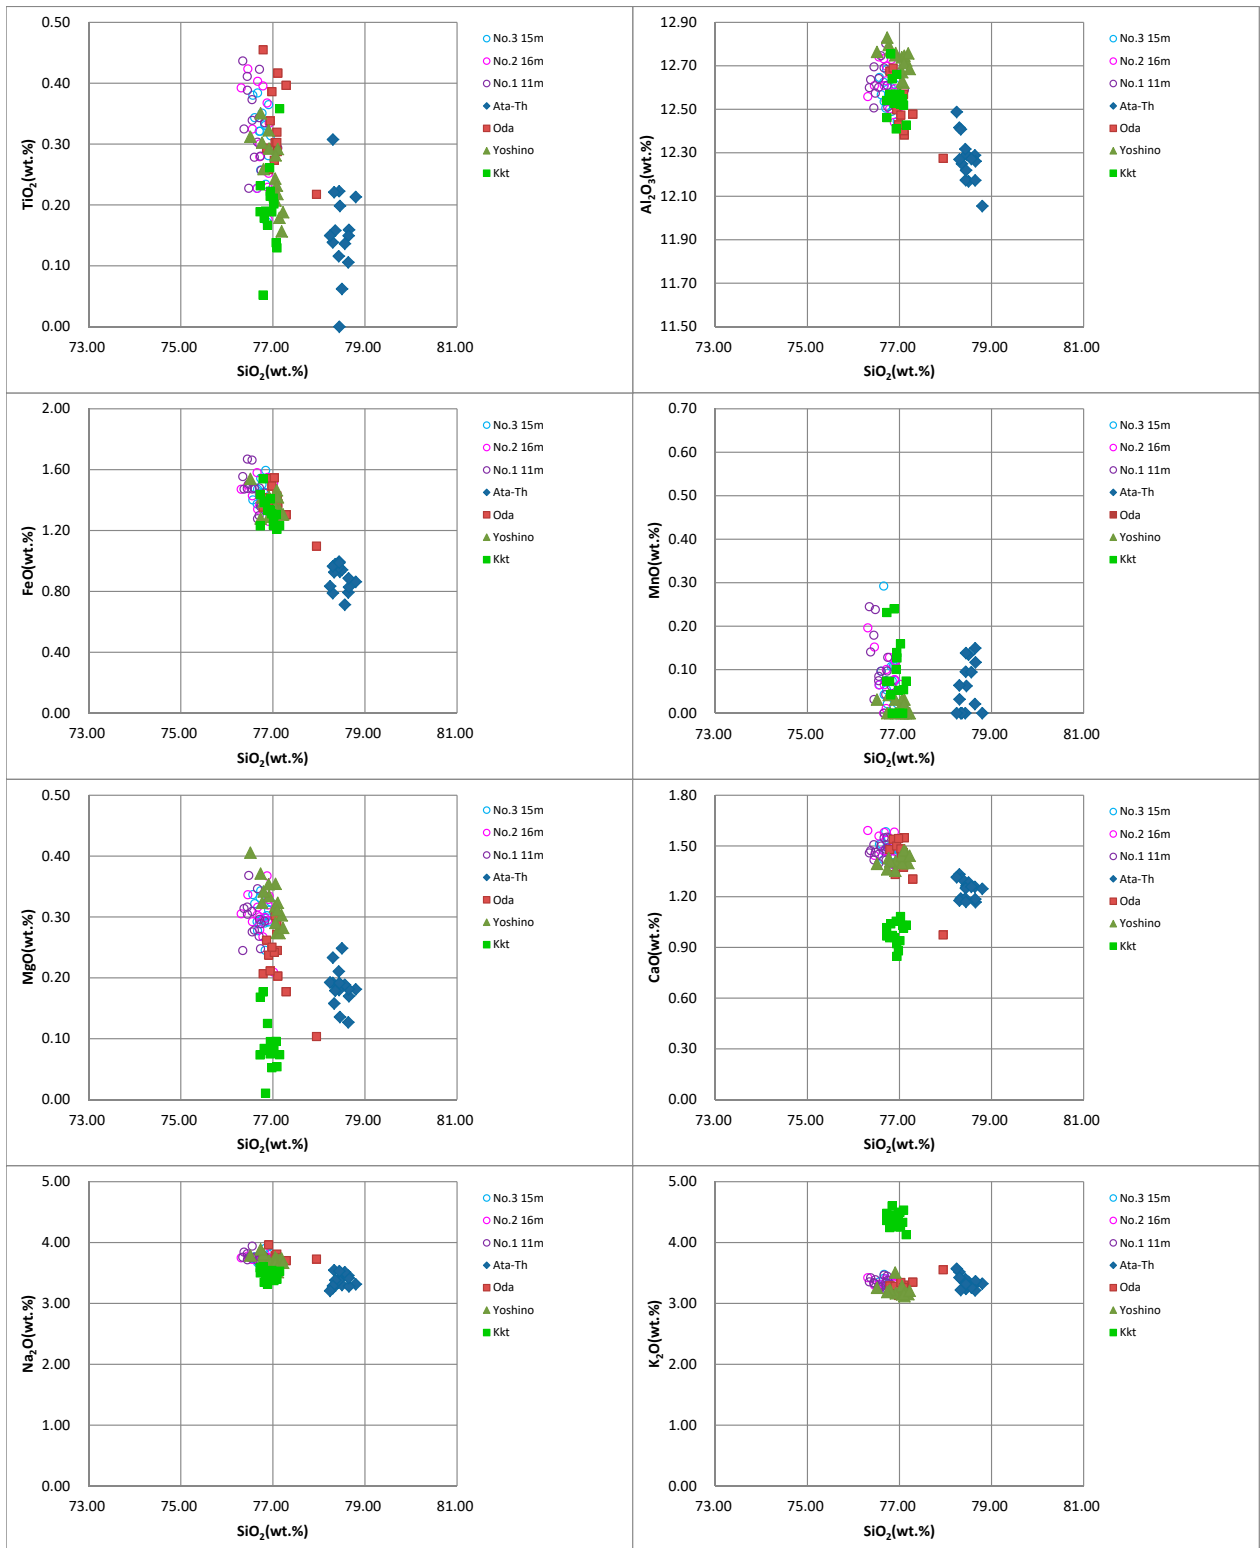 TiO2(wt.%)
0.50
0.40
0.30
0.20
0.10
0.00
73.00 75.00 77.00 79.00 81.00
SiO2(wt.%)
No.3 15m
No.2 16m
No.1 11m
Ata-Th
Oda
Yoshino
Kkt
Al2O3(wt.%)
12.90
12.70
12.50
12.30
12.10
11.90
11.70
11.50
73.00 75.00 77.00 79.00 81.00
SiO2(wt.%)
No.3 15m
No.2 16m
No.1 11m
Ata-Th
Oda
Yoshino
Kkt
FeO(wt.%)
2.00
1.60
1.20
0.80
0.40
0.00
73.00 75.00 77.00 79.00 81.00
SiO2(wt.%)
No.3 15m
No.2 16m
No.1 11m
Ata-Th
Oda
Yoshino
Kkt
MnO(wt.%)
0.70
0.60
0.50
0.40
0.30
0.20
0.10
0.00
73.00 75.00 77.00 79.00 81.00
SiO2(wt.%)
No.3 15m
No.2 16m
No.1 11m
Ata-Th
Oda
Yoshino
Kkt
MgO(wt.%)
0.50
0.40
0.30
0.20
0.10
0.00
73.00 75.00 77.00 79.00 81.00
SiO2(wt.%)
No.3 15m
No.2 16m
No.1 11m
Ata-Th
Oda
Yoshino
Kkt
CaO(wt.%)
1.80
1.50
1.20
0.90
0.60
0.30
0.00
73.00 75.00 77.00 79.00 81.00
SiO2(wt.%)
No.3 15m
No.2 16m
No.1 11m
Ata-Th
Oda
Yoshino
Kkt
Na2O(wt.%)
5.00
4.00
3.00
2.00
1.00
0.00
73.00 75.00 77.00 79.00 81.00
SiO2(wt.%)
No.3 15m
No.2 16m
No.1 11m
Ata-Th
Oda
Yoshino
Kkt
K2O(wt.%)
5.00
4.00
3.00
2.00
1.00
0.00
73.00 75.00 77.00 79.00 81.00
SiO2(wt.%)
No.3 15m
No.2 16m
No.1 11m
Ata-Th
Oda
Yoshino
Kkt